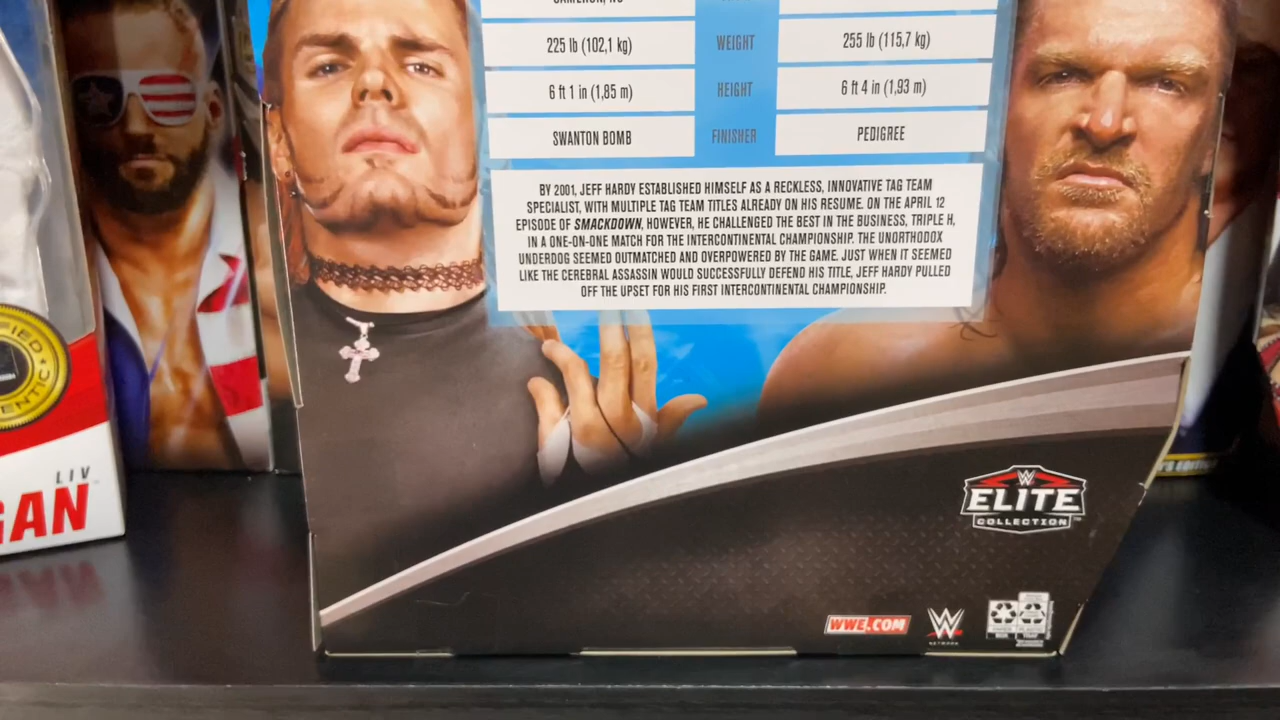 225 lb (102,1 kg) WEIGHT 255 lb (115,7 kg)
6 ft 1 in (1,85 m) HEIGHT 6 ft 4 in (1,93 m)
SWANTON BOMB FINISHER PEDIGREE
BY 2001, JEFF HARDY ESTABLISHED HIMSELF AS A RECKLESS, INNOVATIVE TAG TEAM
SPECIALIST, WITH MULTIPLE TAG TEAM TITLES ALREADY ON HIS RESUME. ON THE APRIL 12
EPISODE OF SMACKDOWN, HOWEVER, HE CHALLENGED THE BEST IN THE BUSINESS, TRIPLE H,
IN A ONE-ON-ONE MATCH FOR THE INTERCONTINENTAL CHAMPIONSHIP. THE UNORTHODOX
UNDERDOG SEEMED OUTMATCHED AND OVERPOWERED BY THE GAME. JUST WHEN IT SEEMED
LIKE THE CEREBRAL ASSASSIN WOULD SUCCESSFULLY DEFEND HIS TITLE, JEFF HARDY PULLED
OFF THE UPSET FOR HIS FIRST INTERCONTINENTAL CHAMPIONSHIP.
LIV
GAN
W
ELITE
COLLECTION™
WWE.COM
W
NETWORK